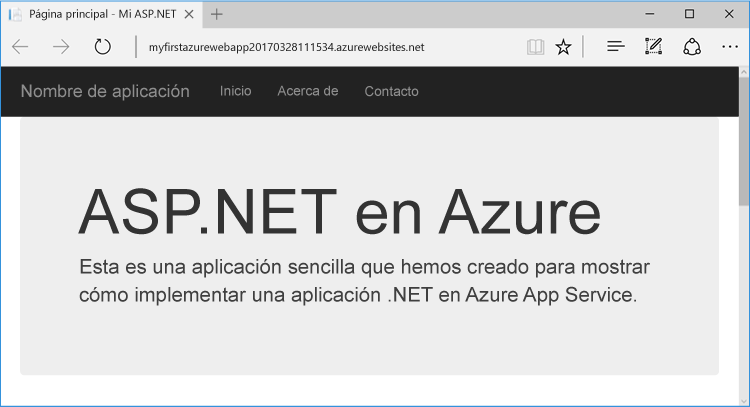 Página principal - Mi ASP.NET
myfirstazurewebapp20170328111534.azurewebsites.net
Nombre de aplicación Inicio Acerca de Contacto
ASP.NET en Azure
Esta es una aplicación sencilla que hemos creado para mostrar
cómo implementar una aplicación .NET en Azure App Service.